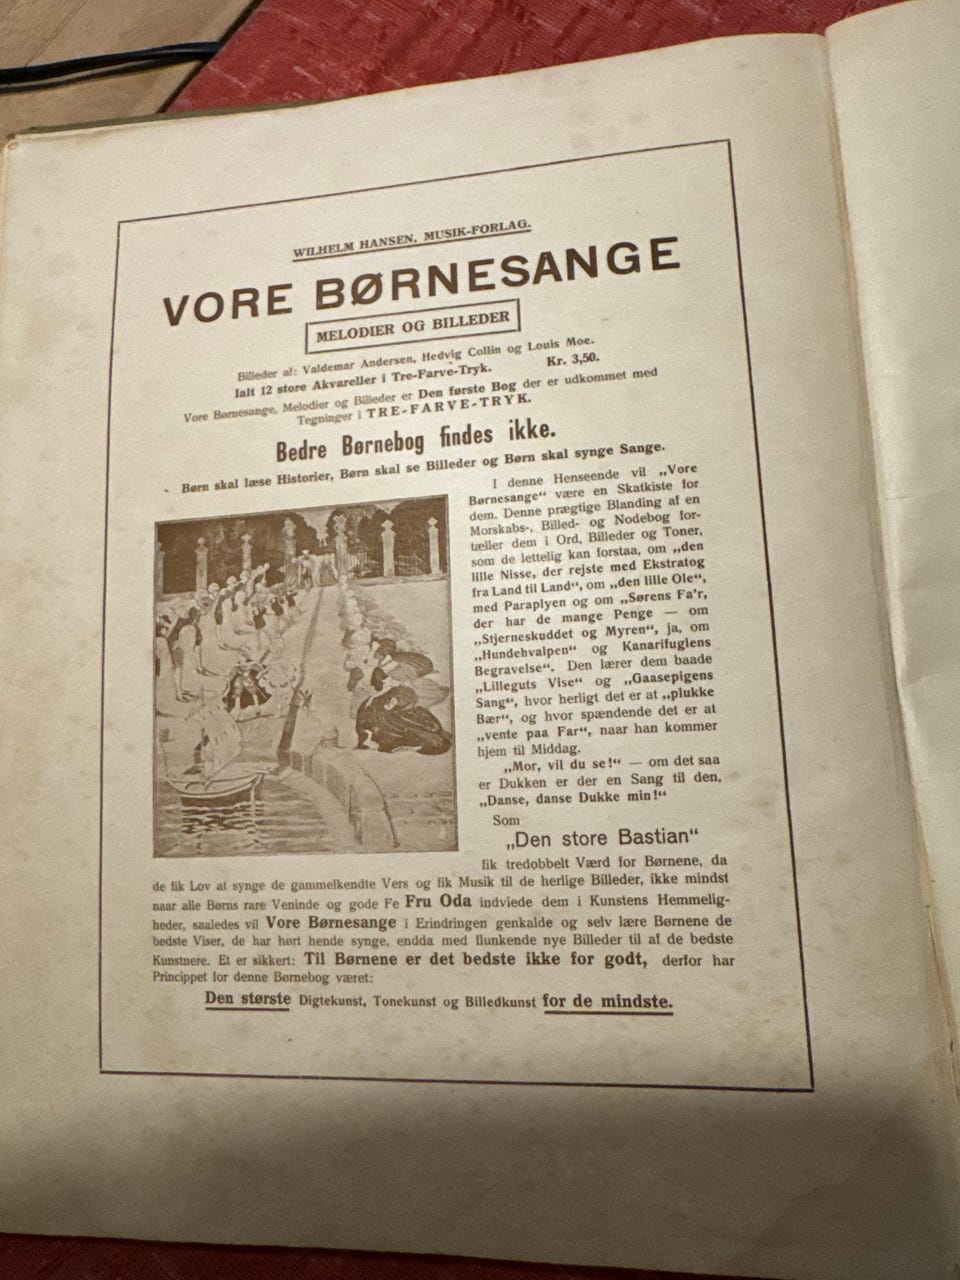 WILHELM HANSEN, MUSIK-FORLAG.
VORE BØRNESANGE
MELODIER OG BILLEDER
Billeder af: Valdemar Andersen, Hedvig Collin og Louis Moe.
Ialt 12 store Akvareller i Tre-Farve-Tryk. Kr. 3,50.
Vore Børnesange, Melodier og Billeder er Den første Bog der er udkommet med
Tegninger i TRE-FARVE-TRYK.
Bedre Børnebog findes ikke.
Børn skal læse Historier, Børn skal se Billeder og Børn skal synge Sange.
I denne Henseende vil „Vore
Børnesange“ være en Skatkiste for
dem. Denne prægtige Blanding af en
Morskabs-, Billed- og Nodebog for-
tæller dem i Ord, Billeder og Toner,
som de lettelig kan forstaa, om „den
lille Nisse, der rejste med Ekstratog
fra Land til Land“, om „den lille Ole“,
med Paraplyen og om „Sørens Fa'r,
der har de mange Penge — om
„Stjerneskuddet og Myren“, ja, om
„Hundehvalpen“ og Kanarifuglens
Begravelse“. Den lærer dem baade
„Lilleguts Vise“ og „Gaasepigens
Sang“, hvor herligt det er at „plukke
Bær“, og hvor spændende det er at
„vente paa Far“, naar han kommer
hjem til Middag.
„Mor, vil du se!“ — om det saa
er Dukken er der en Sang til den,
„Danse, danse Dukke min!“
Som
„Den store Bastian“
fik tredobbelt Værd for Børnene, da
de fik Lov at synge de gammelkendte Vers og fik Musik til de herlige Billeder, ikke mindst
naar alle Børns rare Veninde og gode Fe Fru Oda indviede dem i Kunstens Hemmelig-
heder, saaledes vil Vore Børnesange i Erindringen genkalde og selv lære Børnene de
bedste Viser, de har hørt hende synge, endda med flunkende nye Billeder til af de bedste
Kunstnere. Et er sikkert: Til Børnene er det bedste ikke for godt, derfor har
Princippet for denne Børnebog været:
Den største Digtekunst, Tonekunst og Billedkunst for de mindste.